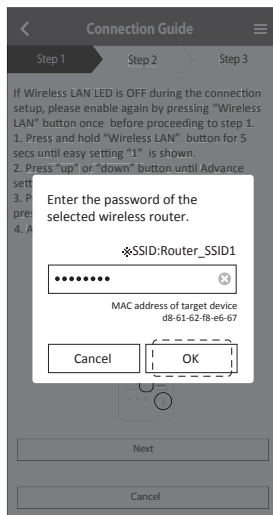 Connection Guide
Step 1
Step 2
Step 3
If Wireless LAN LED is OFF during the connection
setup, please enable again by pressing "Wireless
LAN" button once before proceeding to step 1.
1. Press and hold "Wireless LAN" button for 5
secs until easy setting "1" is shown.
2. Press "up" or "down" button until Advance
sett
3. P
pres
4. A
Enter the password of the
selected wireless router.
※SSID:Router_SSID1
••••••••
MAC address of target device
d8-61-62-f8-e6-67
Cancel
OK
Next
Cancel